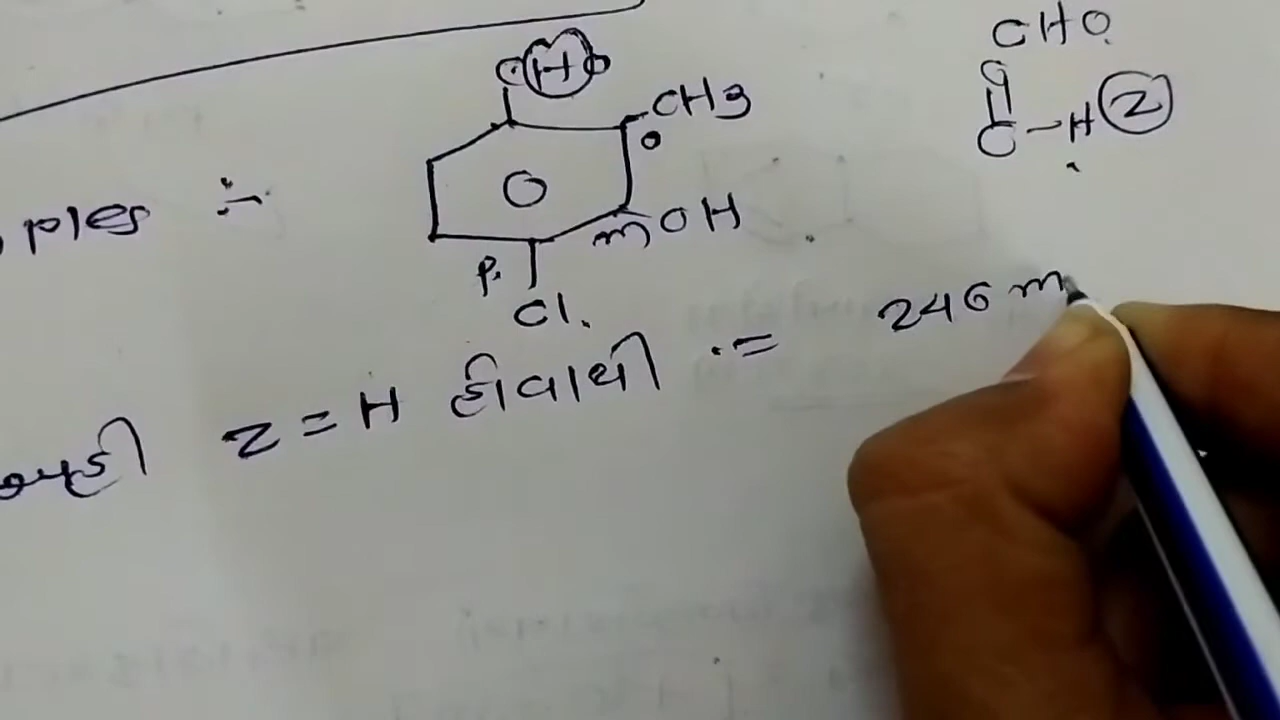 CHO
CHO
O
C-H Z
CH3
o
ples :-
O
m OH
p.
Cl.
246 m
Z = H હોવાથી . =